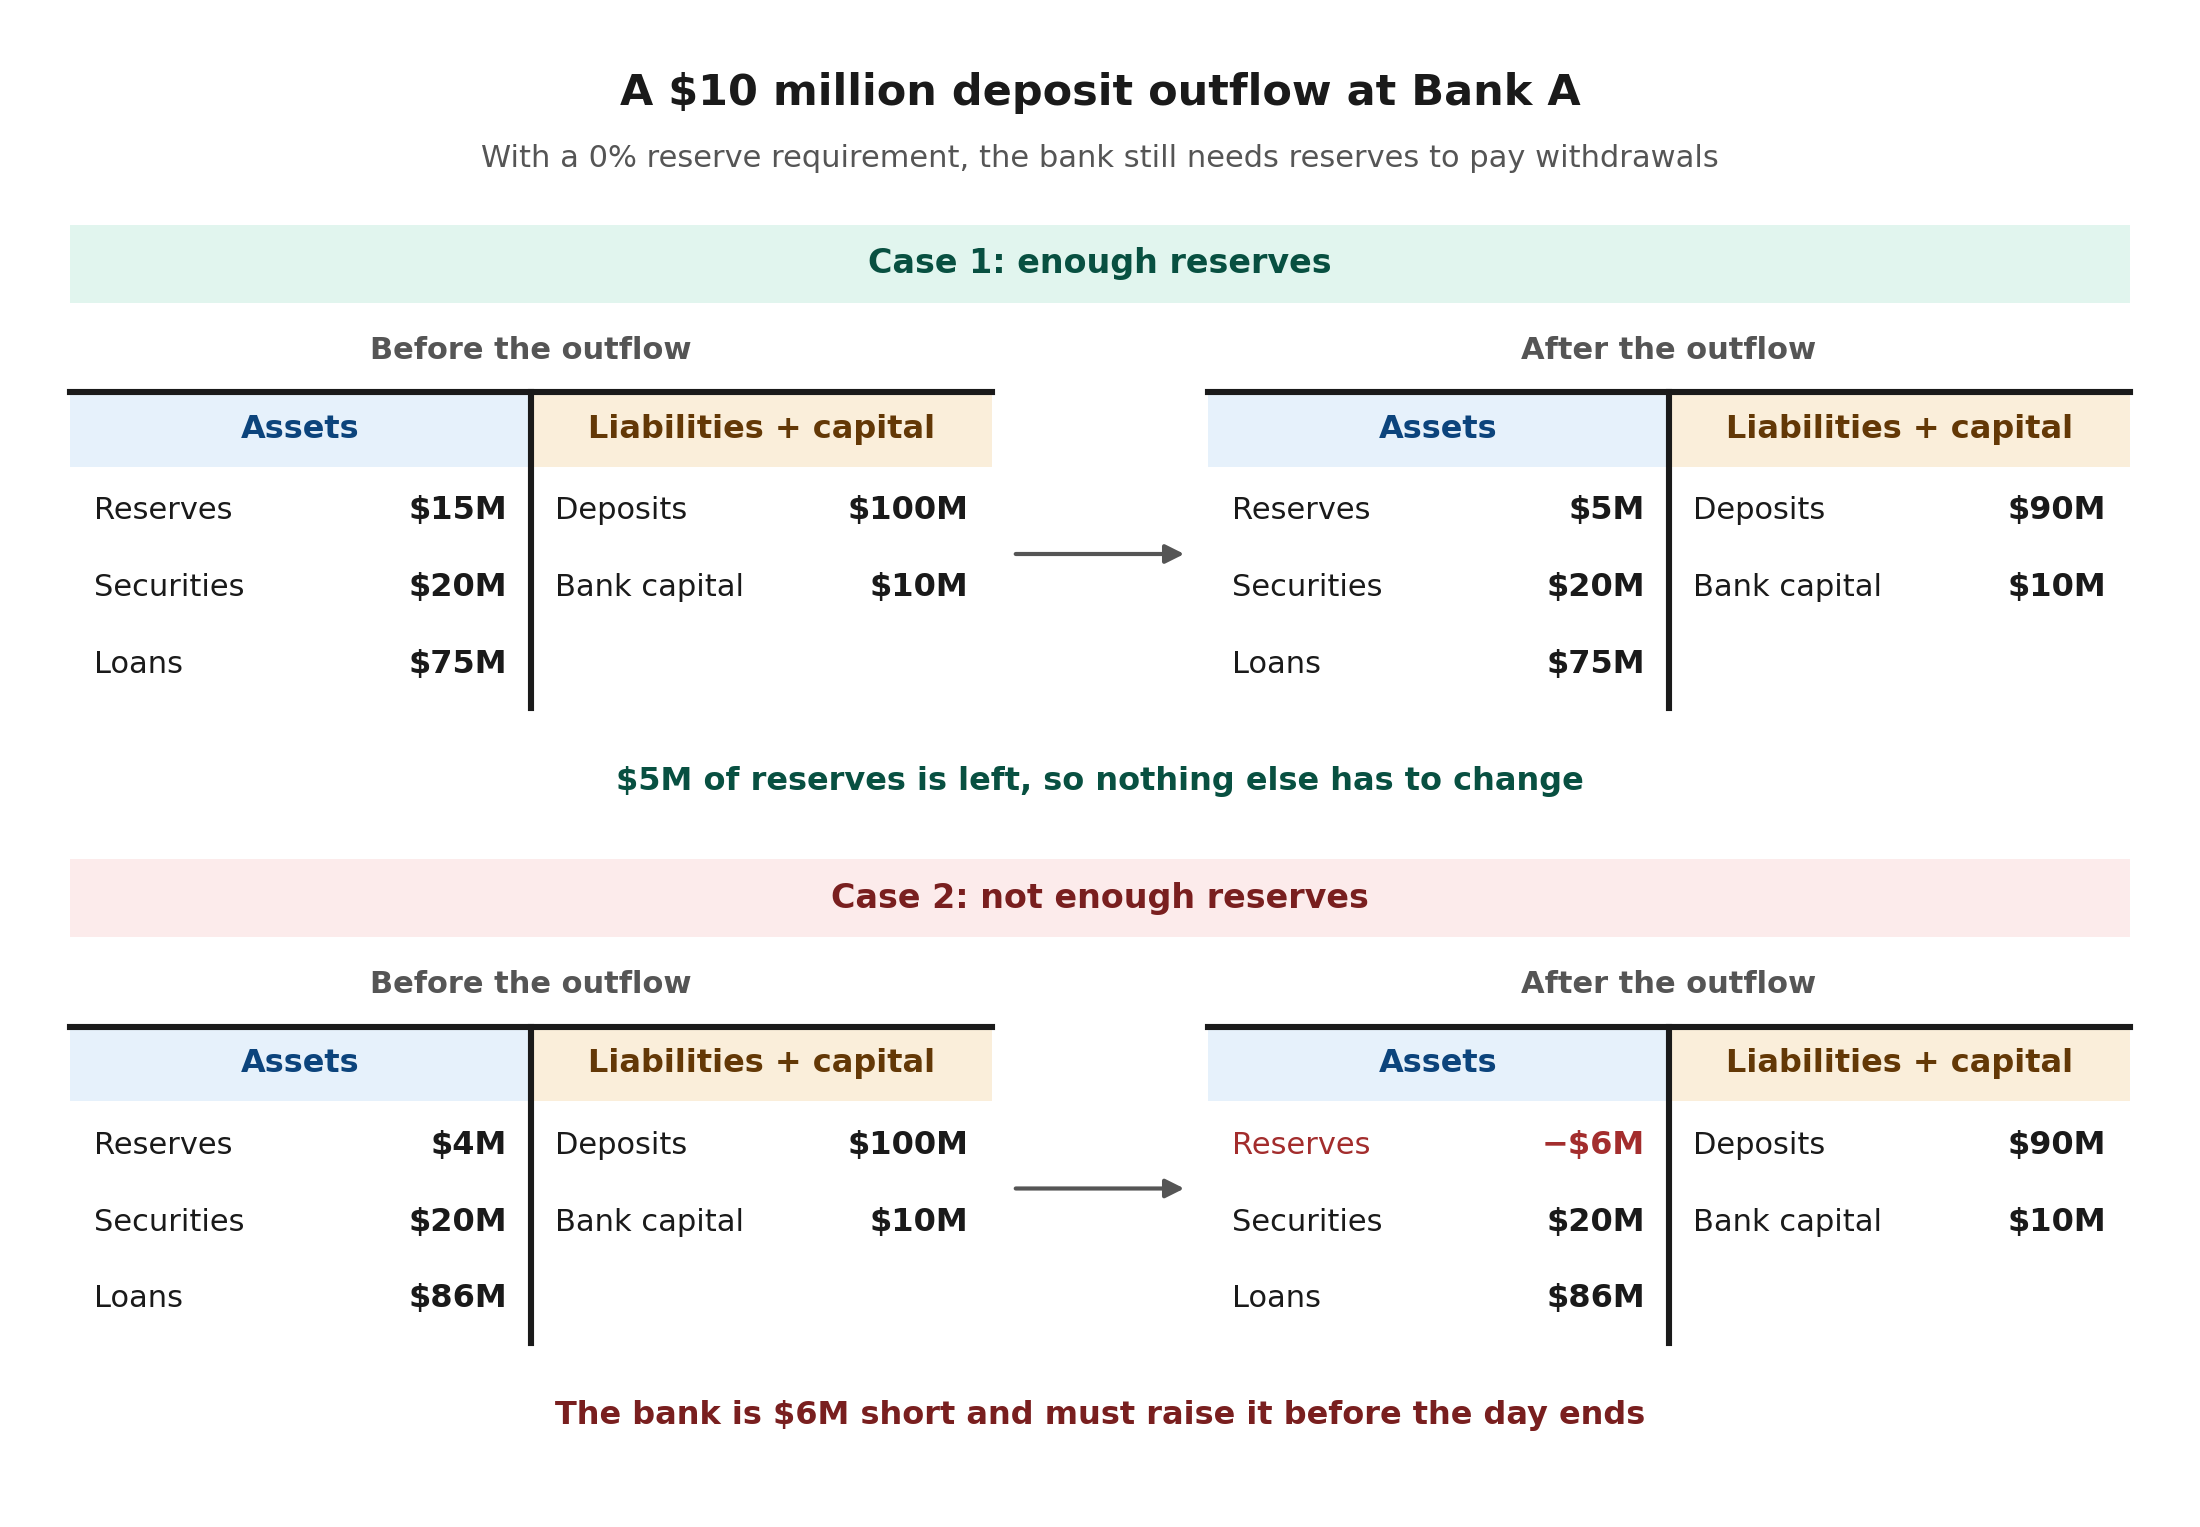 A $10 million deposit outflow at Bank A
With a 0% reserve requirement, the bank still needs reserves to pay withdrawals
Case 1: enough reserves
Before the outflow
After the outflow
Assets Liabilities + capital
Assets Liabilities + capital
Reserves $15M Deposits $100M
Reserves $5M Deposits $90M
Securities $20M Bank capital $10M
Securities $20M Bank capital $10M
Loans $75M
Loans $75M
$5M of reserves is left, so nothing else has to change
Case 2: not enough reserves
Before the outflow
After the outflow
Assets Liabilities + capital
Assets Liabilities + capital
Reserves $4M Deposits $100M
Reserves −$6M Deposits $90M
Securities $20M Bank capital $10M
Securities $20M Bank capital $10M
Loans $86M
Loans $86M
The bank is $6M short and must raise it before the day ends